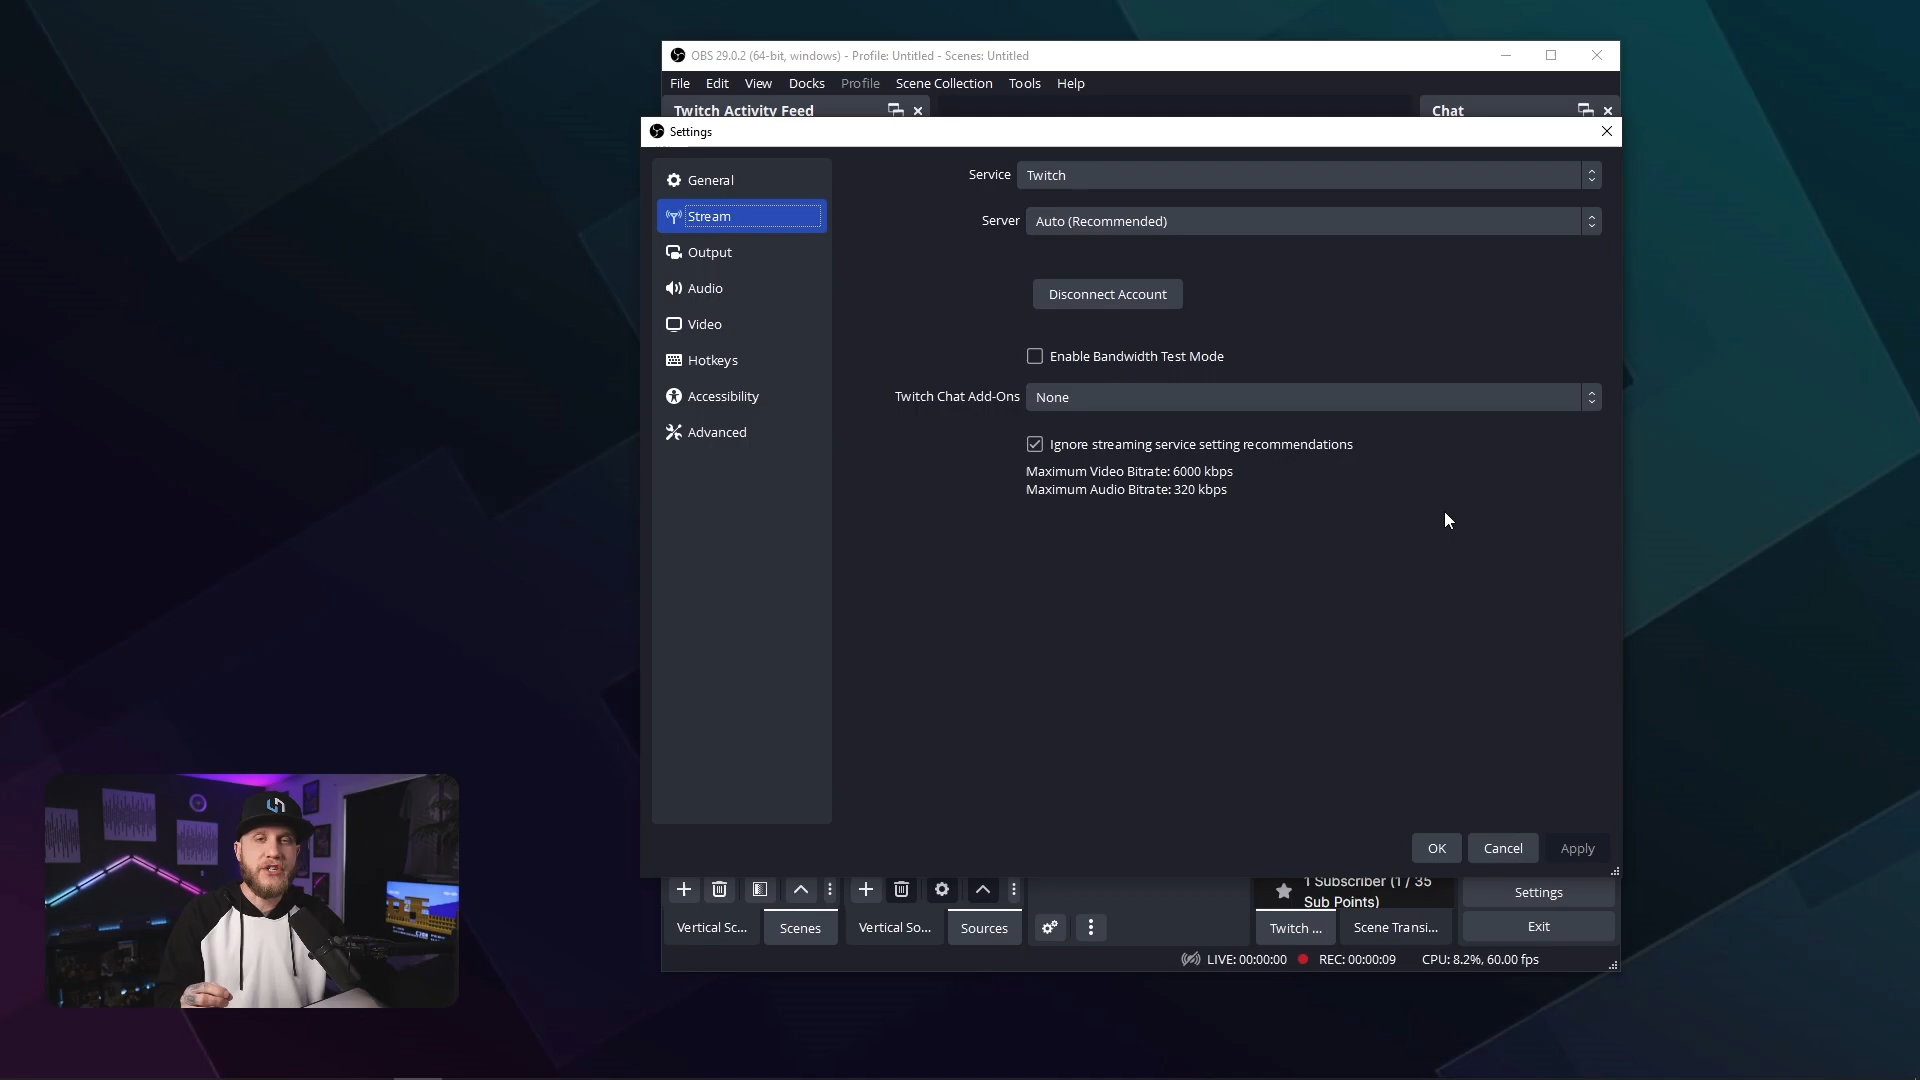 OBS 29.0.2 (64-bit, windows) - Profile: Untitled - Scenes: Untitled
File Edit View Docks Profile Scene Collection Tools Help
Twitch Activity Feed
Chat
Settings
General
Stream
Output
Audio
Video
Hotkeys
Accessibility
Advanced
Service Twitch
Server Auto (Recommended)
Disconnect Account
Enable Bandwidth Test Mode
Twitch Chat Add-Ons None
Ignore streaming service setting recommendations
Maximum Video Bitrate: 6000 kbps
Maximum Audio Bitrate: 320 kbps
OK Cancel Apply
1 Subscriber (1 / 35
Sub Points)
Settings
Vertical Sc... Scenes Vertical So... Sources Twitch ... Scene Transi... Exit
LIVE: 00:00:00 REC: 00:00:09 CPU: 8.2%, 60.00 fps